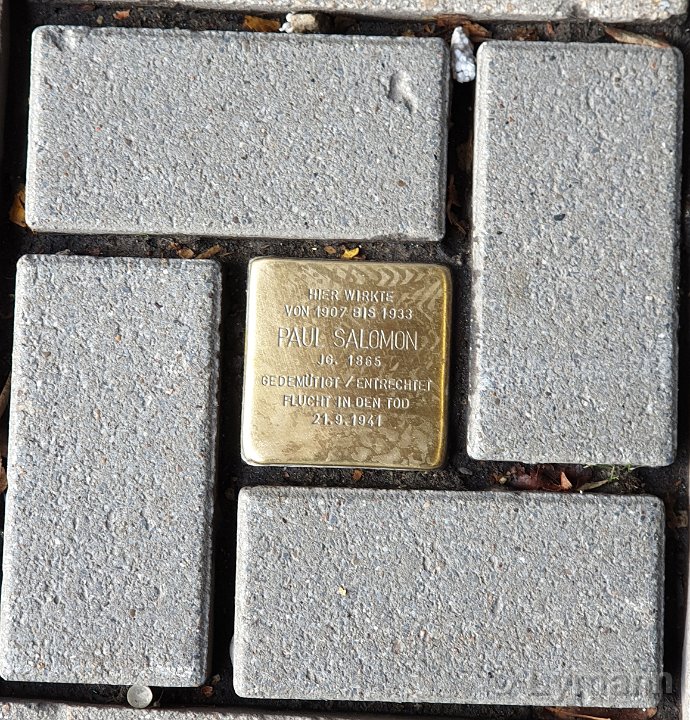 HIER WIRKTE
VON 1907 BIS 1933
PAUL SALOMON
JG. 1865
GEDEMÜTIGT / ENTRECHTET
FLUCHT IN DEN TOD
21.9.1941
© Lymann